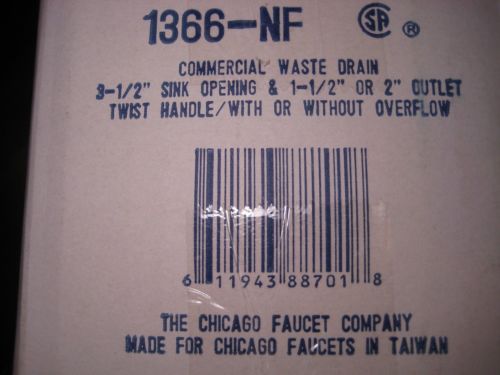 1366-NF SA ®
COMMERCIAL WASTE DRAIN
3-1/2" SINK OPENING & 1-1/2" OR 2" OUTLET
TWIST HANDLE/WITH OR WITHOUT OVERFLOW
6 11943 88701 8
THE CHICAGO FAUCET COMPANY
MADE FOR CHICAGO FAUCETS IN TAIWAN